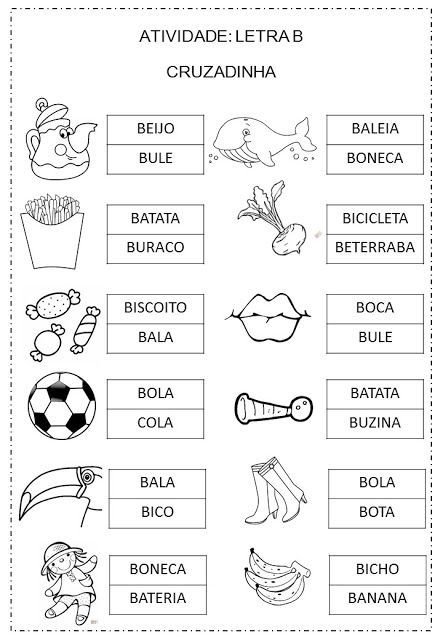 ATIVIDADE: LETRA B
CRUZADINHA
BEIJO
BULE
BALEIA
BONECA
BATATA
BURACO
BICICLETA
BETERRABA
BISCOITO
BALA
BOCA
BULE
BOLA
COLA
BATATA
BUZINA
BALA
BICO
BOLA
BOTA
BONECA
BATERIA
BICHO
BANANA